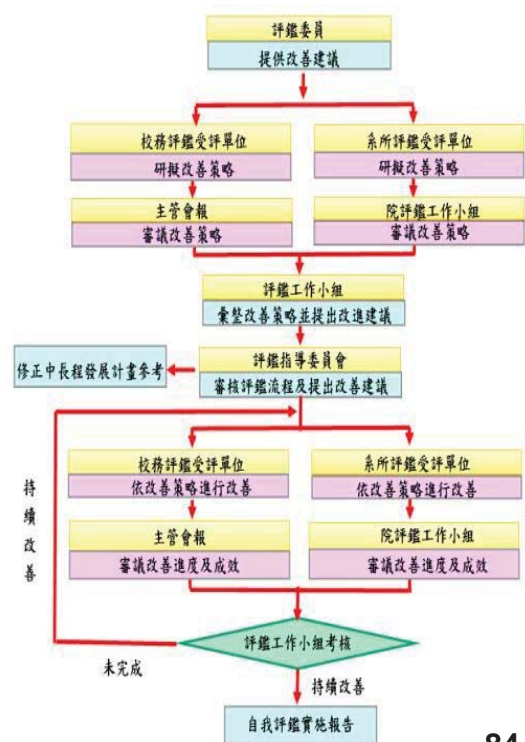 評鑑委員
提供改善建議
校務評鑑受評單位
研擬改善策略
系所評鑑受評單位
研擬改善策略
主管會報
審議改善策略
院評鑑工作小組
審議改善策略
評鑑工作小組
彙整改善策略並提出改進建議
評鑑指導委員會
審核評鑑流程及提出改善建議
修正中長程發展計畫參考
校務評鑑受評單位
依改善策略進行改善
系所評鑑受評單位
依改善策略進行改善
主管會報
審議改善進度及成效
院評鑑工作小組
審議改善進度及成效
持續改善
評鑑工作小組考核
未完成
持續改善
自我評鑑實施報告